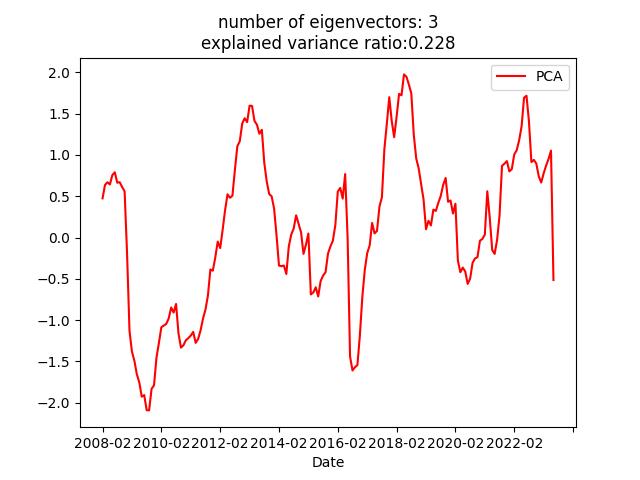 number of eigenvectors: 3
explained variance ratio:0.228
PCA
2.0
1.5
1.0
0.5
0.0
−0.5
−1.0
−1.5
−2.0
2008-02 2010-02 2012-02 2014-02 2016-02 2018-02 2020-02 2022-02
Date